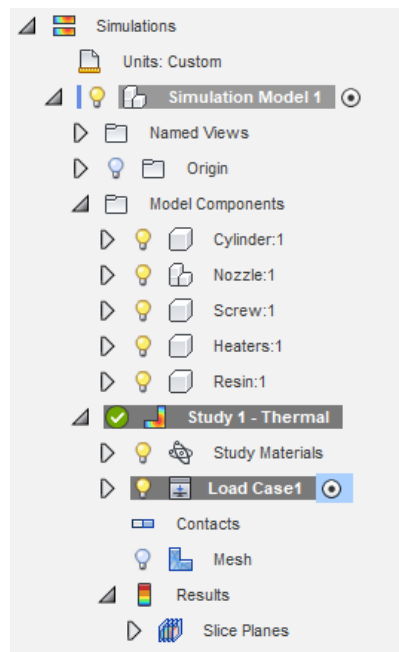 Simulations
Units: Custom
Simulation Model 1
Named Views
Origin
Model Components
Cylinder:1
Nozzle:1
Screw:1
Heaters:1
Resin:1
Study 1 - Thermal
Study Materials
Load Case1
Contacts
Mesh
Results
Slice Planes